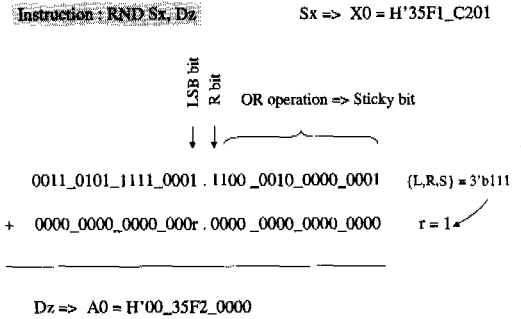 Instruction : RND Sx, Dz
Sx => X0 = H'35F1_C201
LSB bit
R bit
OR operation => Sticky bit
0011_0101_1111_0001 . 1100 _0010_0000_0001
{L,R,S} = 3'b111
+ 0000_0000_0000_000r . 0000 _0000_0000_0000
r = 1
Dz => A0 = H'00_35F2_0000